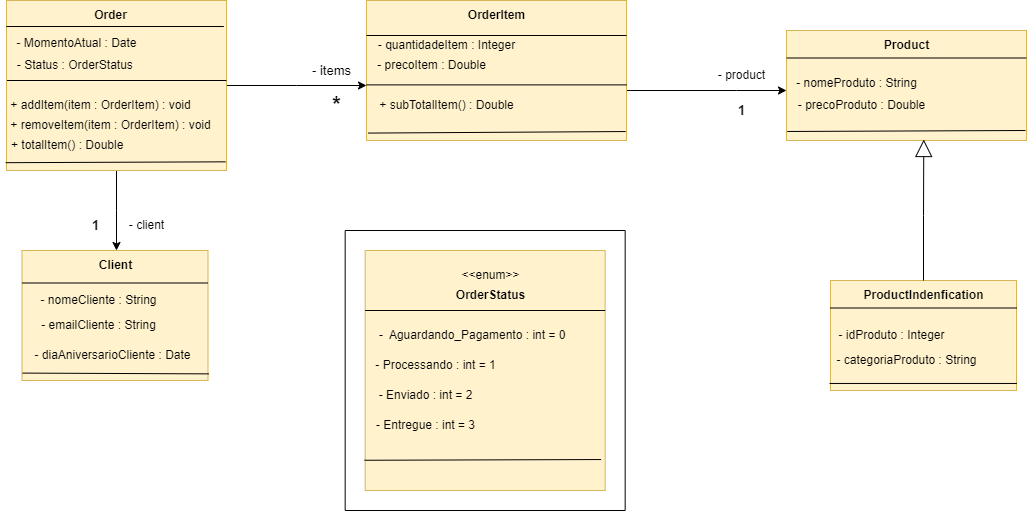 Order
- MomentoAtual : Date
- Status : OrderStatus
+ addItem(item : OrderItem) : void
+ removeItem(item : OrderItem) : void
+ totalItem() : Double
- items
*
OrderItem
- quantidadeItem : Integer
- precoItem : Double
+ subTotalItem() : Double
- product
1
Product
- nomeProduto : String
- precoProduto : Double
1
- client
Client
- nomeCliente : String
- emailCliente : String
- diaAniversarioCliente : Date
<<enum>>
OrderStatus
- Aguardando_Pagamento : int = 0
- Processando : int = 1
- Enviado : int = 2
- Entregue : int = 3
ProductIndenfication
- idProduto : Integer
- categoriaProduto : String